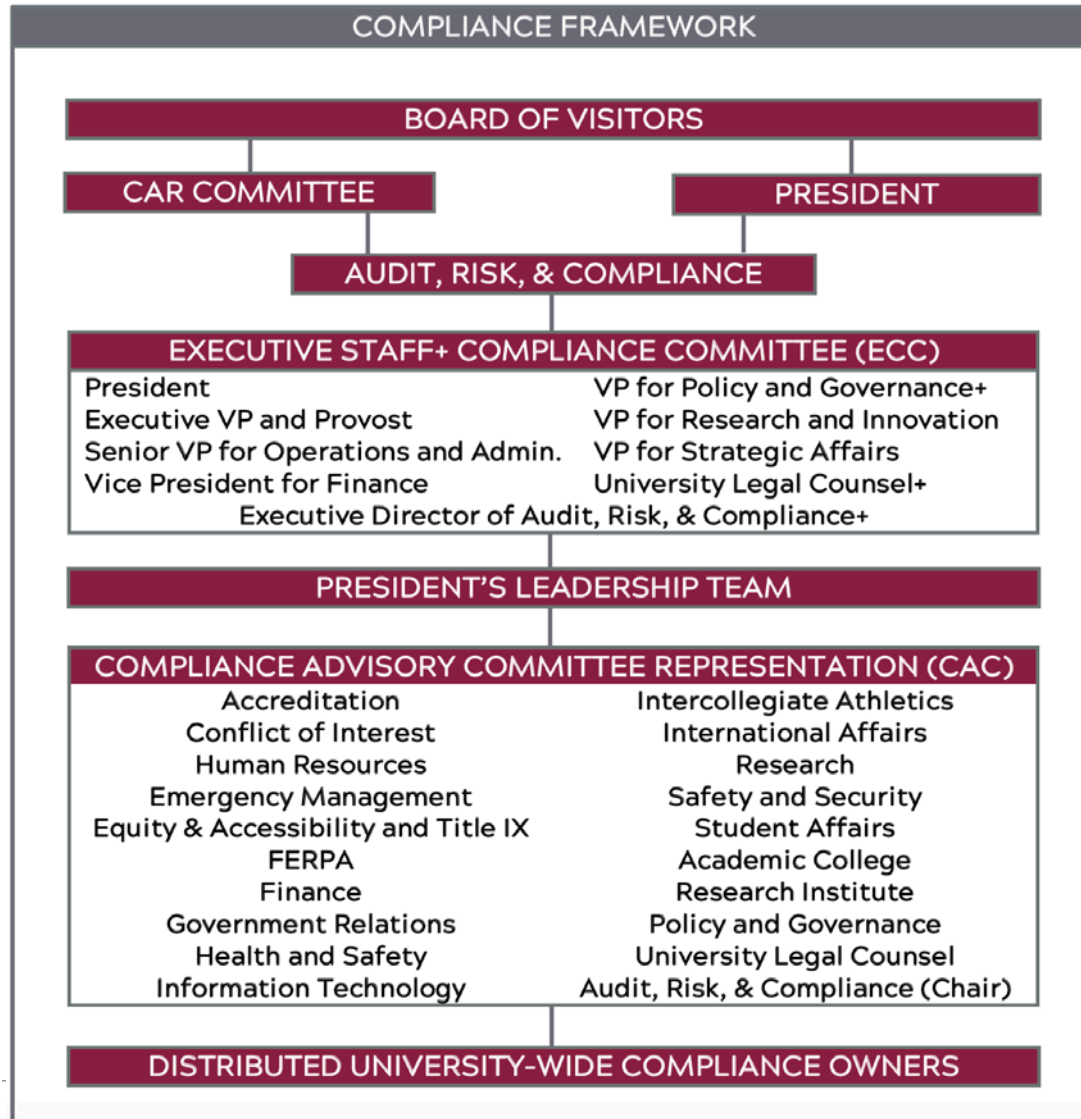 COMPLIANCE FRAMEWORK
BOARD OF VISITORS
CAR COMMITTEE
PRESIDENT
AUDIT, RISK, & COMPLIANCE
EXECUTIVE STAFF+ COMPLIANCE COMMITTEE (ECC)
President
Executive VP and Provost
Senior VP for Operations and Admin.
Vice President for Finance
VP for Policy and Governance+
VP for Research and Innovation
VP for Strategic Affairs
University Legal Counsel+
Executive Director of Audit, Risk, & Compliance+
PRESIDENT'S LEADERSHIP TEAM
COMPLIANCE ADVISORY COMMITTEE REPRESENTATION (CAC)
Accreditation
Conflict of Interest
Human Resources
Emergency Management
Equity & Accessibility and Title IX
FERPA
Finance
Government Relations
Health and Safety
Information Technology
Intercollegiate Athletics
International Affairs
Research
Safety and Security
Student Affairs
Academic College
Research Institute
Policy and Governance
University Legal Counsel
Audit, Risk, & Compliance (Chair)
DISTRIBUTED UNIVERSITY-WIDE COMPLIANCE OWNERS